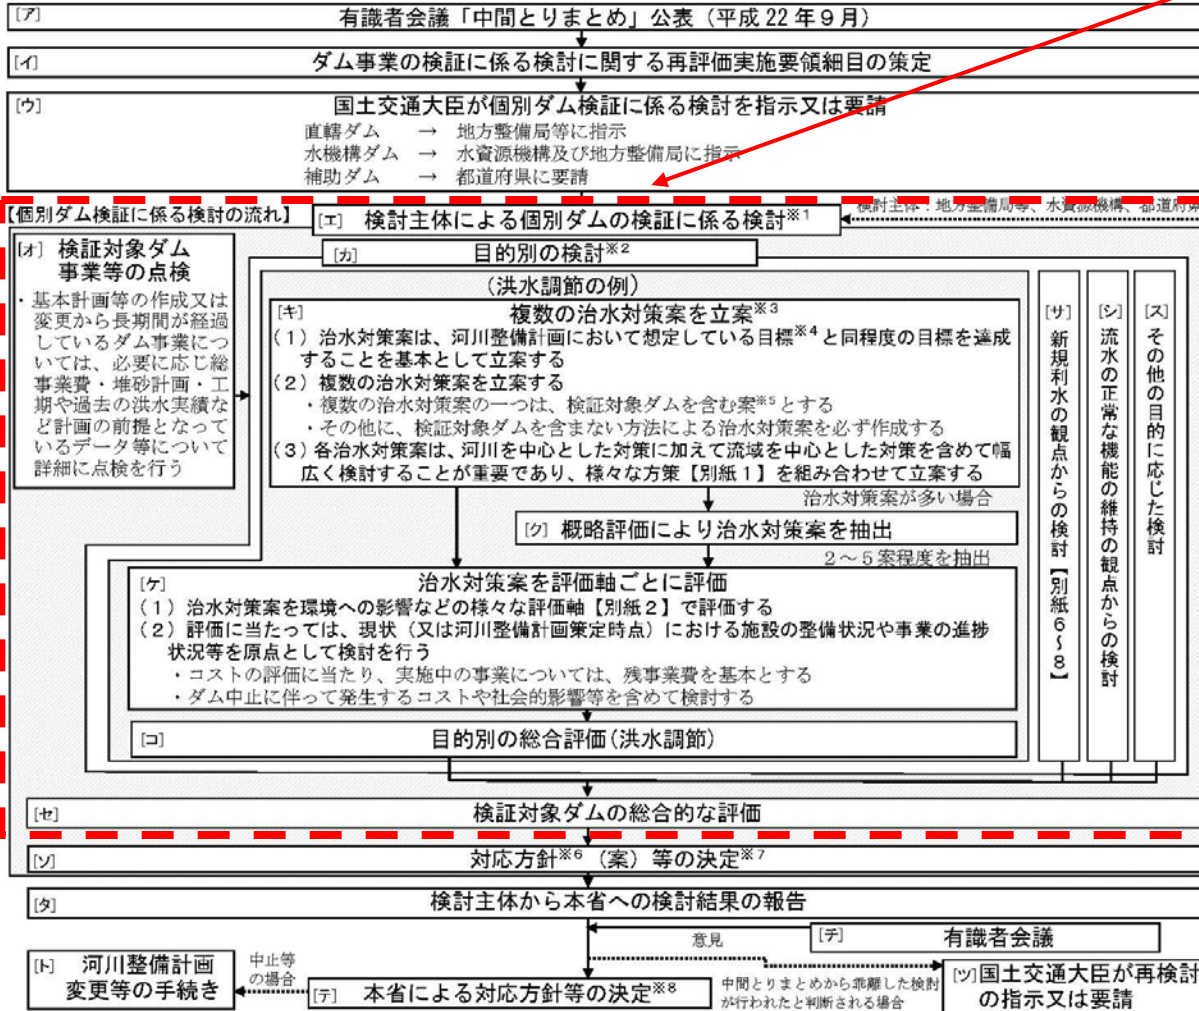 [ア] 有識者会議「中間とりまとめ」公表（平成22年９月）
[イ] ダム事業の検証に係る検討に関する再評価実施要領細目の策定
[ウ] 国土交通大臣が個別ダム検証に係る検討を指示又は要請
直轄ダム → 地方整備局等に指示
水機構ダム → 水資源機構及び地方整備局に指示
補助ダム → 都道府県に要請
【個別ダム検証に係る検討の流れ】
[エ] 検討主体による個別ダムの検証に係る検討※１
検討主体：地方整備局等、水資源機構、都道府県
[オ] 検証対象ダム
事業等の点検
・基本計画等の作成又は
変更から長期間が経過
しているダム事業につ
いては、必要に応じ総
事業費・堆砂計画・工
期や過去の洪水実績な
ど計画の前提となって
いるデータ等について
詳細に点検を行う
[カ] 目的別の検討※２
（洪水調節の例）
[キ] 複数の治水対策案を立案※３
（１）治水対策案は、河川整備計画において想定している目標※４と同程度の目標を達成
することを基本として立案する
（２）複数の治水対策案を立案する
・複数の治水対策案の一つは、検証対象ダムを含む案※５とする
・その他に、検証対象ダムを含まない方法による治水対策案を必ず作成する
（３）各治水対策案は、河川を中心とした対策に加えて流域を中心とした対策を含めて幅
広く検討することが重要であり、様々な方策【別紙１】を組み合わせて立案する
治水対策案が多い場合
[ク] 概略評価により治水対策案を抽出
２～５案程度を抽出
[ケ] 治水対策案を評価軸ごとに評価
（１）治水対策案を環境への影響などの様々な評価軸【別紙２】で評価する
（２）評価に当たっては、現状（又は河川整備計画策定時点）における施設の整備状況や事業の進捗
状況等を原点として検討を行う
・コストの評価に当たり、実施中の事業については、残事業費を基本とする
・ダム中止に伴って発生するコストや社会的影響等を含めて検討する
[コ] 目的別の総合評価（洪水調節）
[サ] 新規利水の観点からの検討【別紙６～８】
[シ] 流水の正常な機能の維持の観点からの検討
[ス] その他の目的に応じた検討
[セ] 検証対象ダムの総合的な評価
[ソ] 対応方針※６（案）等の決定※７
[タ] 検討主体から本省への検討結果の報告
意見
[チ] 有識者会議
[ト] 河川整備計画
変更等の手続き
中止等
の場合
[テ] 本省による対応方針等の決定※８
中間とりまとめから乖離した検討
が行われたと判断される場合
[ツ] 国土交通大臣が再検討
の指示又は要請